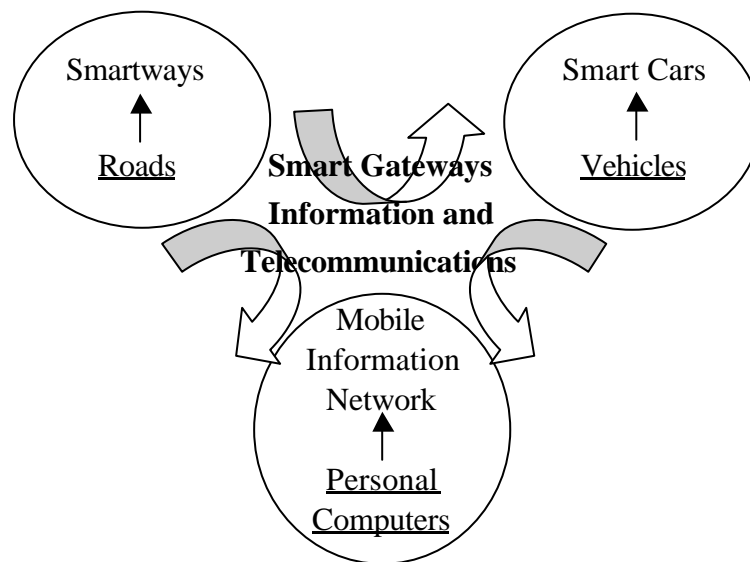 Smartways
Roads
Smart Cars
Vehicles
Smart Gateways
Information and
Telecommunications
Mobile
Information
Network
Personal
Computers